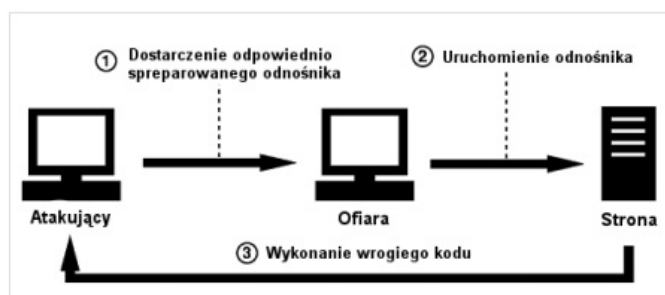 ① Dostarczenie odpowiednio
spreparowanego odnośnika
② Uruchomienie odnośnika
Atakujący
Ofiara
Strona
③ Wykonanie wrogiego kodu